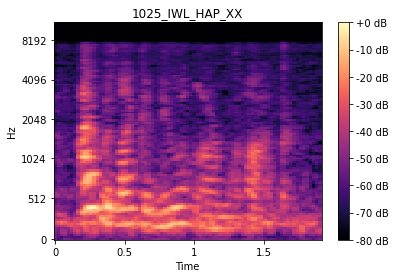 1025_IWL_HAP_XX
+0 dB
8192
-10 dB
4096
-20 dB
-30 dB
2048
Hz
-40 dB
1024
-50 dB
512
-60 dB
-70 dB
0
-80 dB
0 0.5 1 1.5
Time